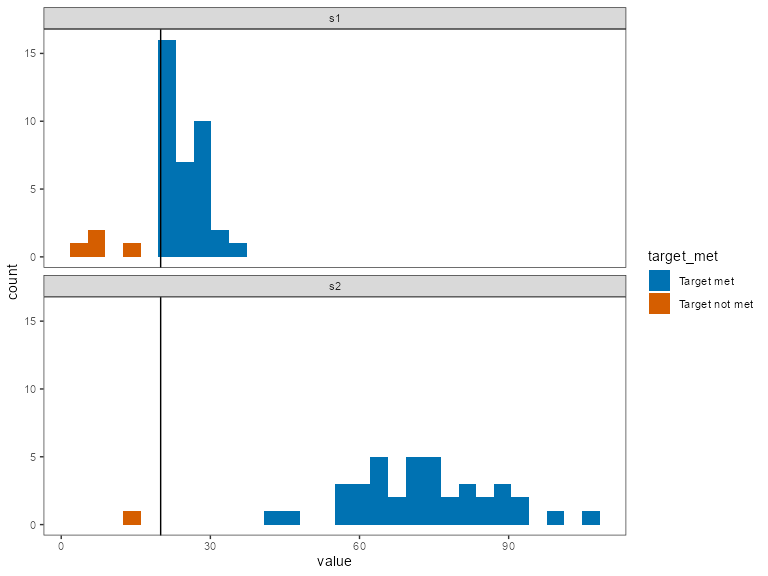 s1
15
10
5
0
count
s2
15
10
5
0
0 30 60 90
value
target_met
Target met
Target not met